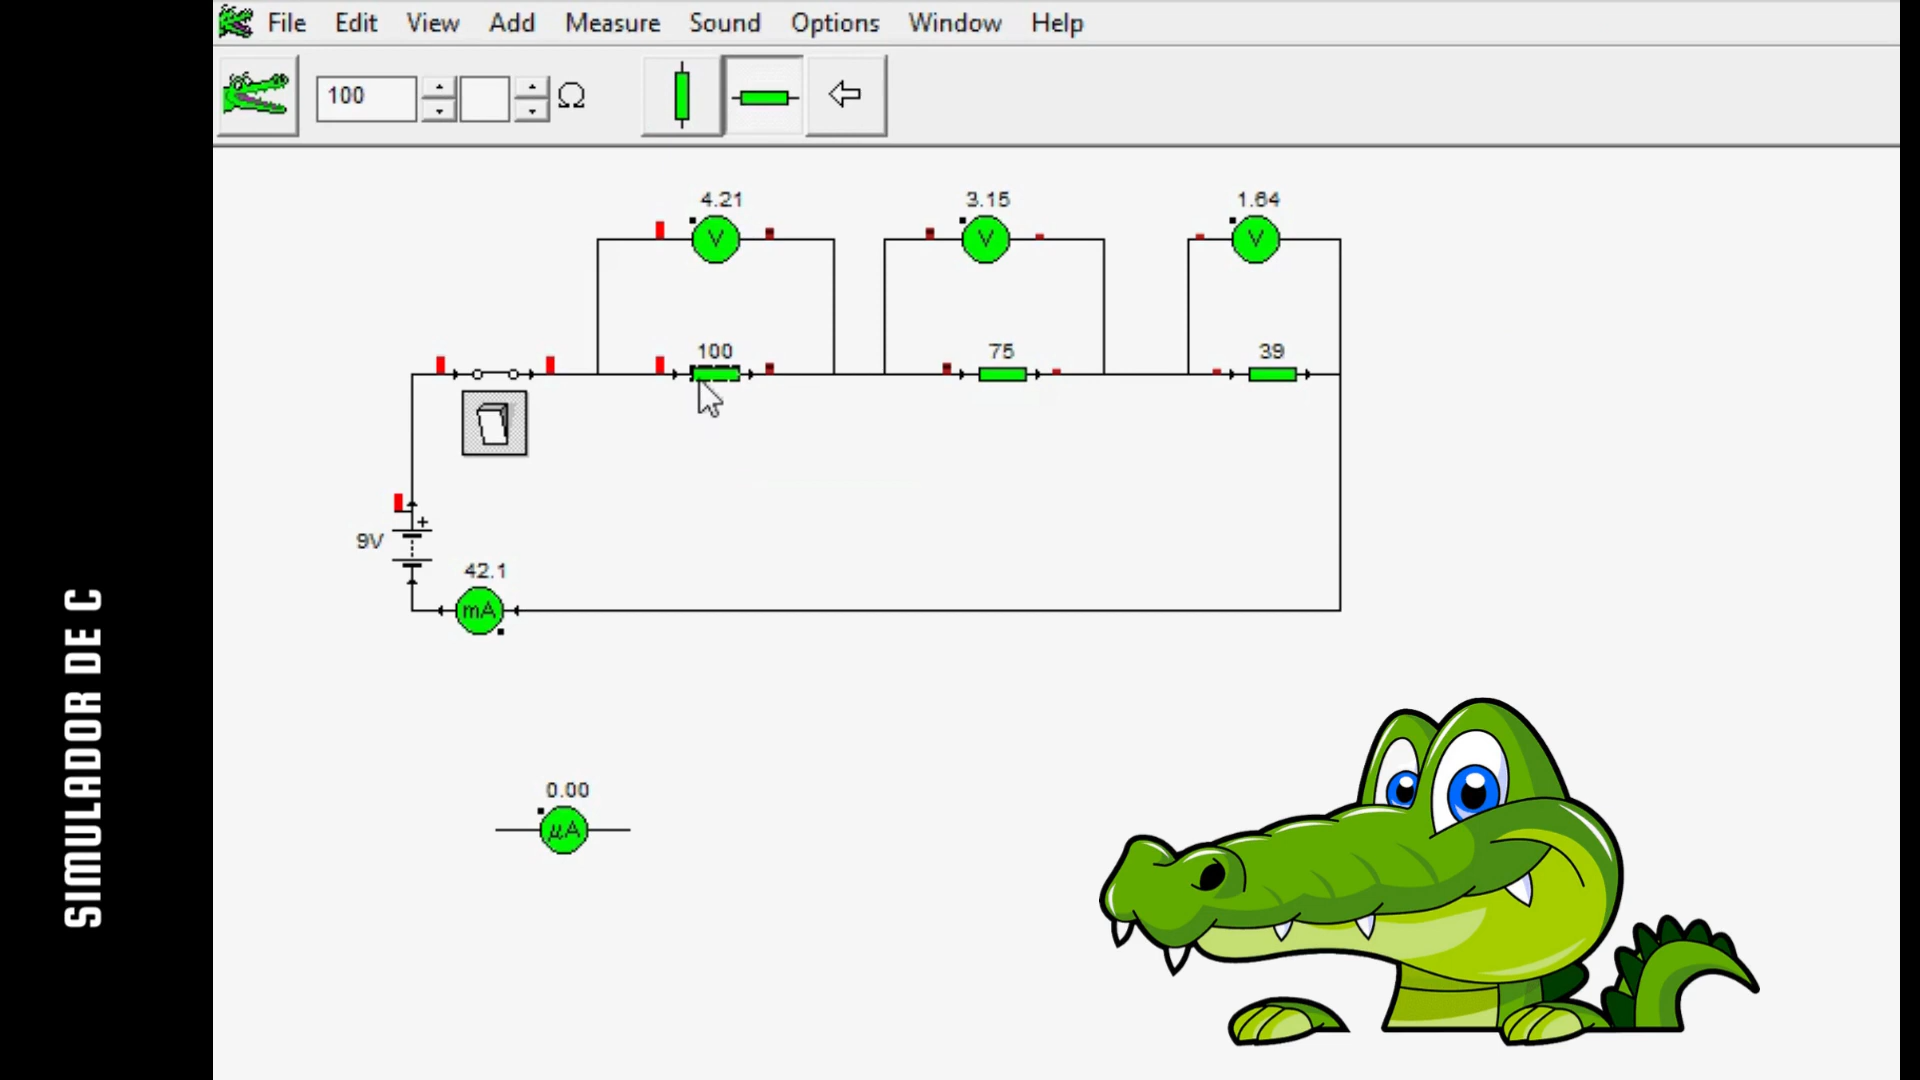 File Edit View Add Measure Sound Options Window Help
100 Ω
4.21 3.15 1.64
V V V
100 75 39
+
9V
42.1
mA
0.00
µA
SIMULADOR DE C